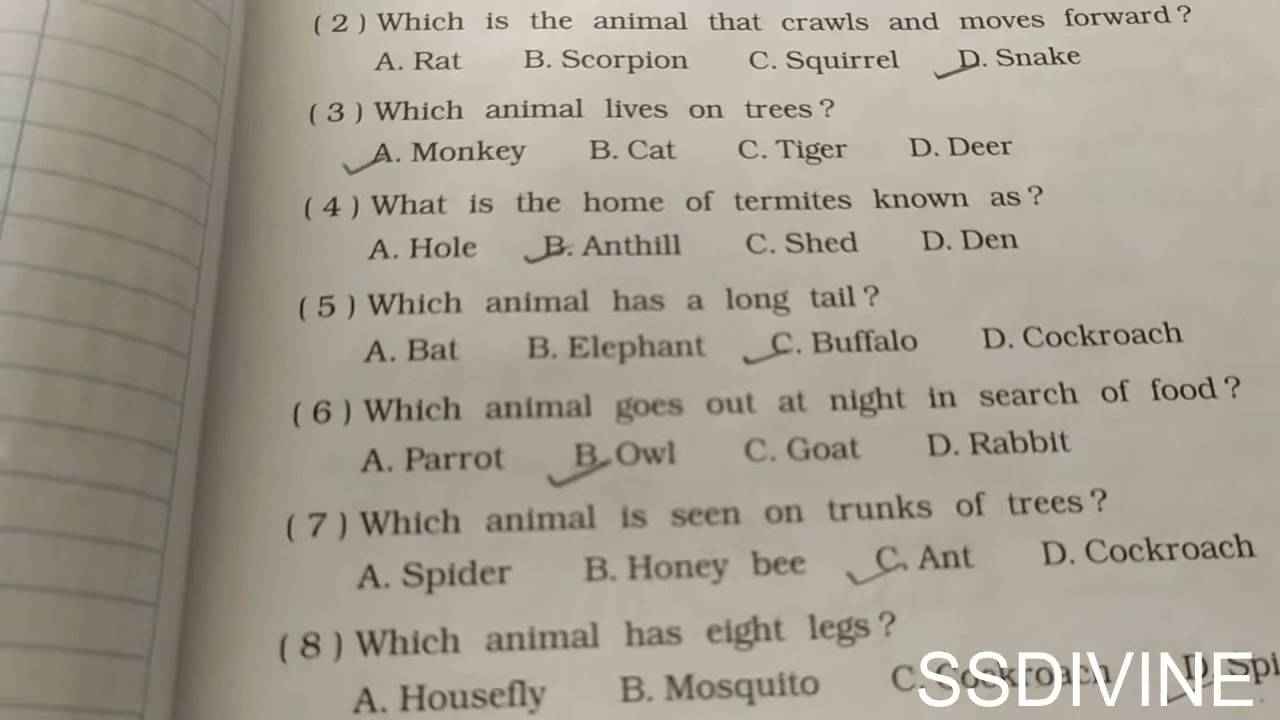 ( 2 ) Which is the animal that crawls and moves forward ?
A. Rat B. Scorpion C. Squirrel D. Snake
( 3 ) Which animal lives on trees ?
A. Monkey B. Cat C. Tiger D. Deer
( 4 ) What is the home of termites known as ?
A. Hole B. Anthill C. Shed D. Den
( 5 ) Which animal has a long tail ?
A. Bat B. Elephant C. Buffalo D. Cockroach
( 6 ) Which animal goes out at night in search of food ?
A. Parrot B. Owl C. Goat D. Rabbit
( 7 ) Which animal is seen on trunks of trees ?
A. Spider B. Honey bee C. Ant D. Cockroach
( 8 ) Which animal has eight legs ?
A. Housefly B. Mosquito C. Cockroach D. Spi
SSDIVINE